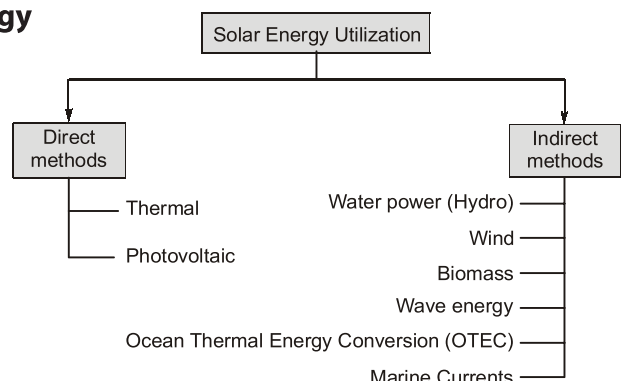 gy
Solar Energy Utilization
Direct
methods
Indirect
methods
Thermal
Photovoltaic
Water power (Hydro)
Wind
Biomass
Wave energy
Ocean Thermal Energy Conversion (OTEC)
Marine Currents